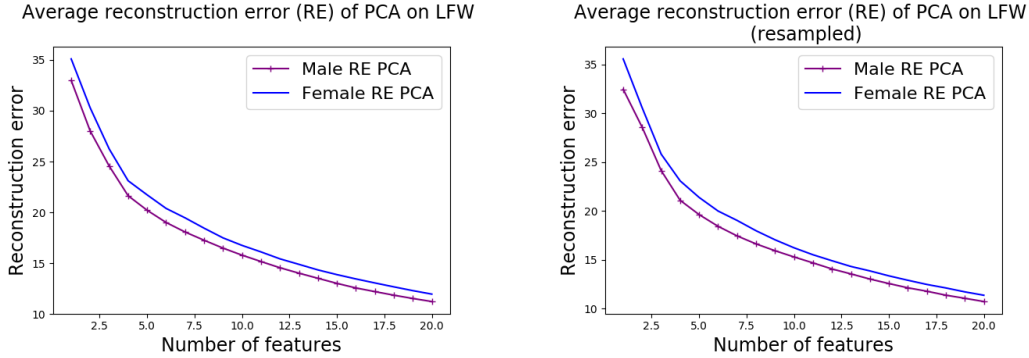 Average reconstruction error (RE) of PCA on LFW
Reconstruction error
35
30
25
20
15
10
Male RE PCA
Female RE PCA
2.5 5.0 7.5 10.0 12.5 15.0 17.5 20.0
Number of features
Average reconstruction error (RE) of PCA on LFW
(resampled)
Reconstruction error
35
30
25
20
15
10
Male RE PCA
Female RE PCA
2.5 5.0 7.5 10.0 12.5 15.0 17.5 20.0
Number of features